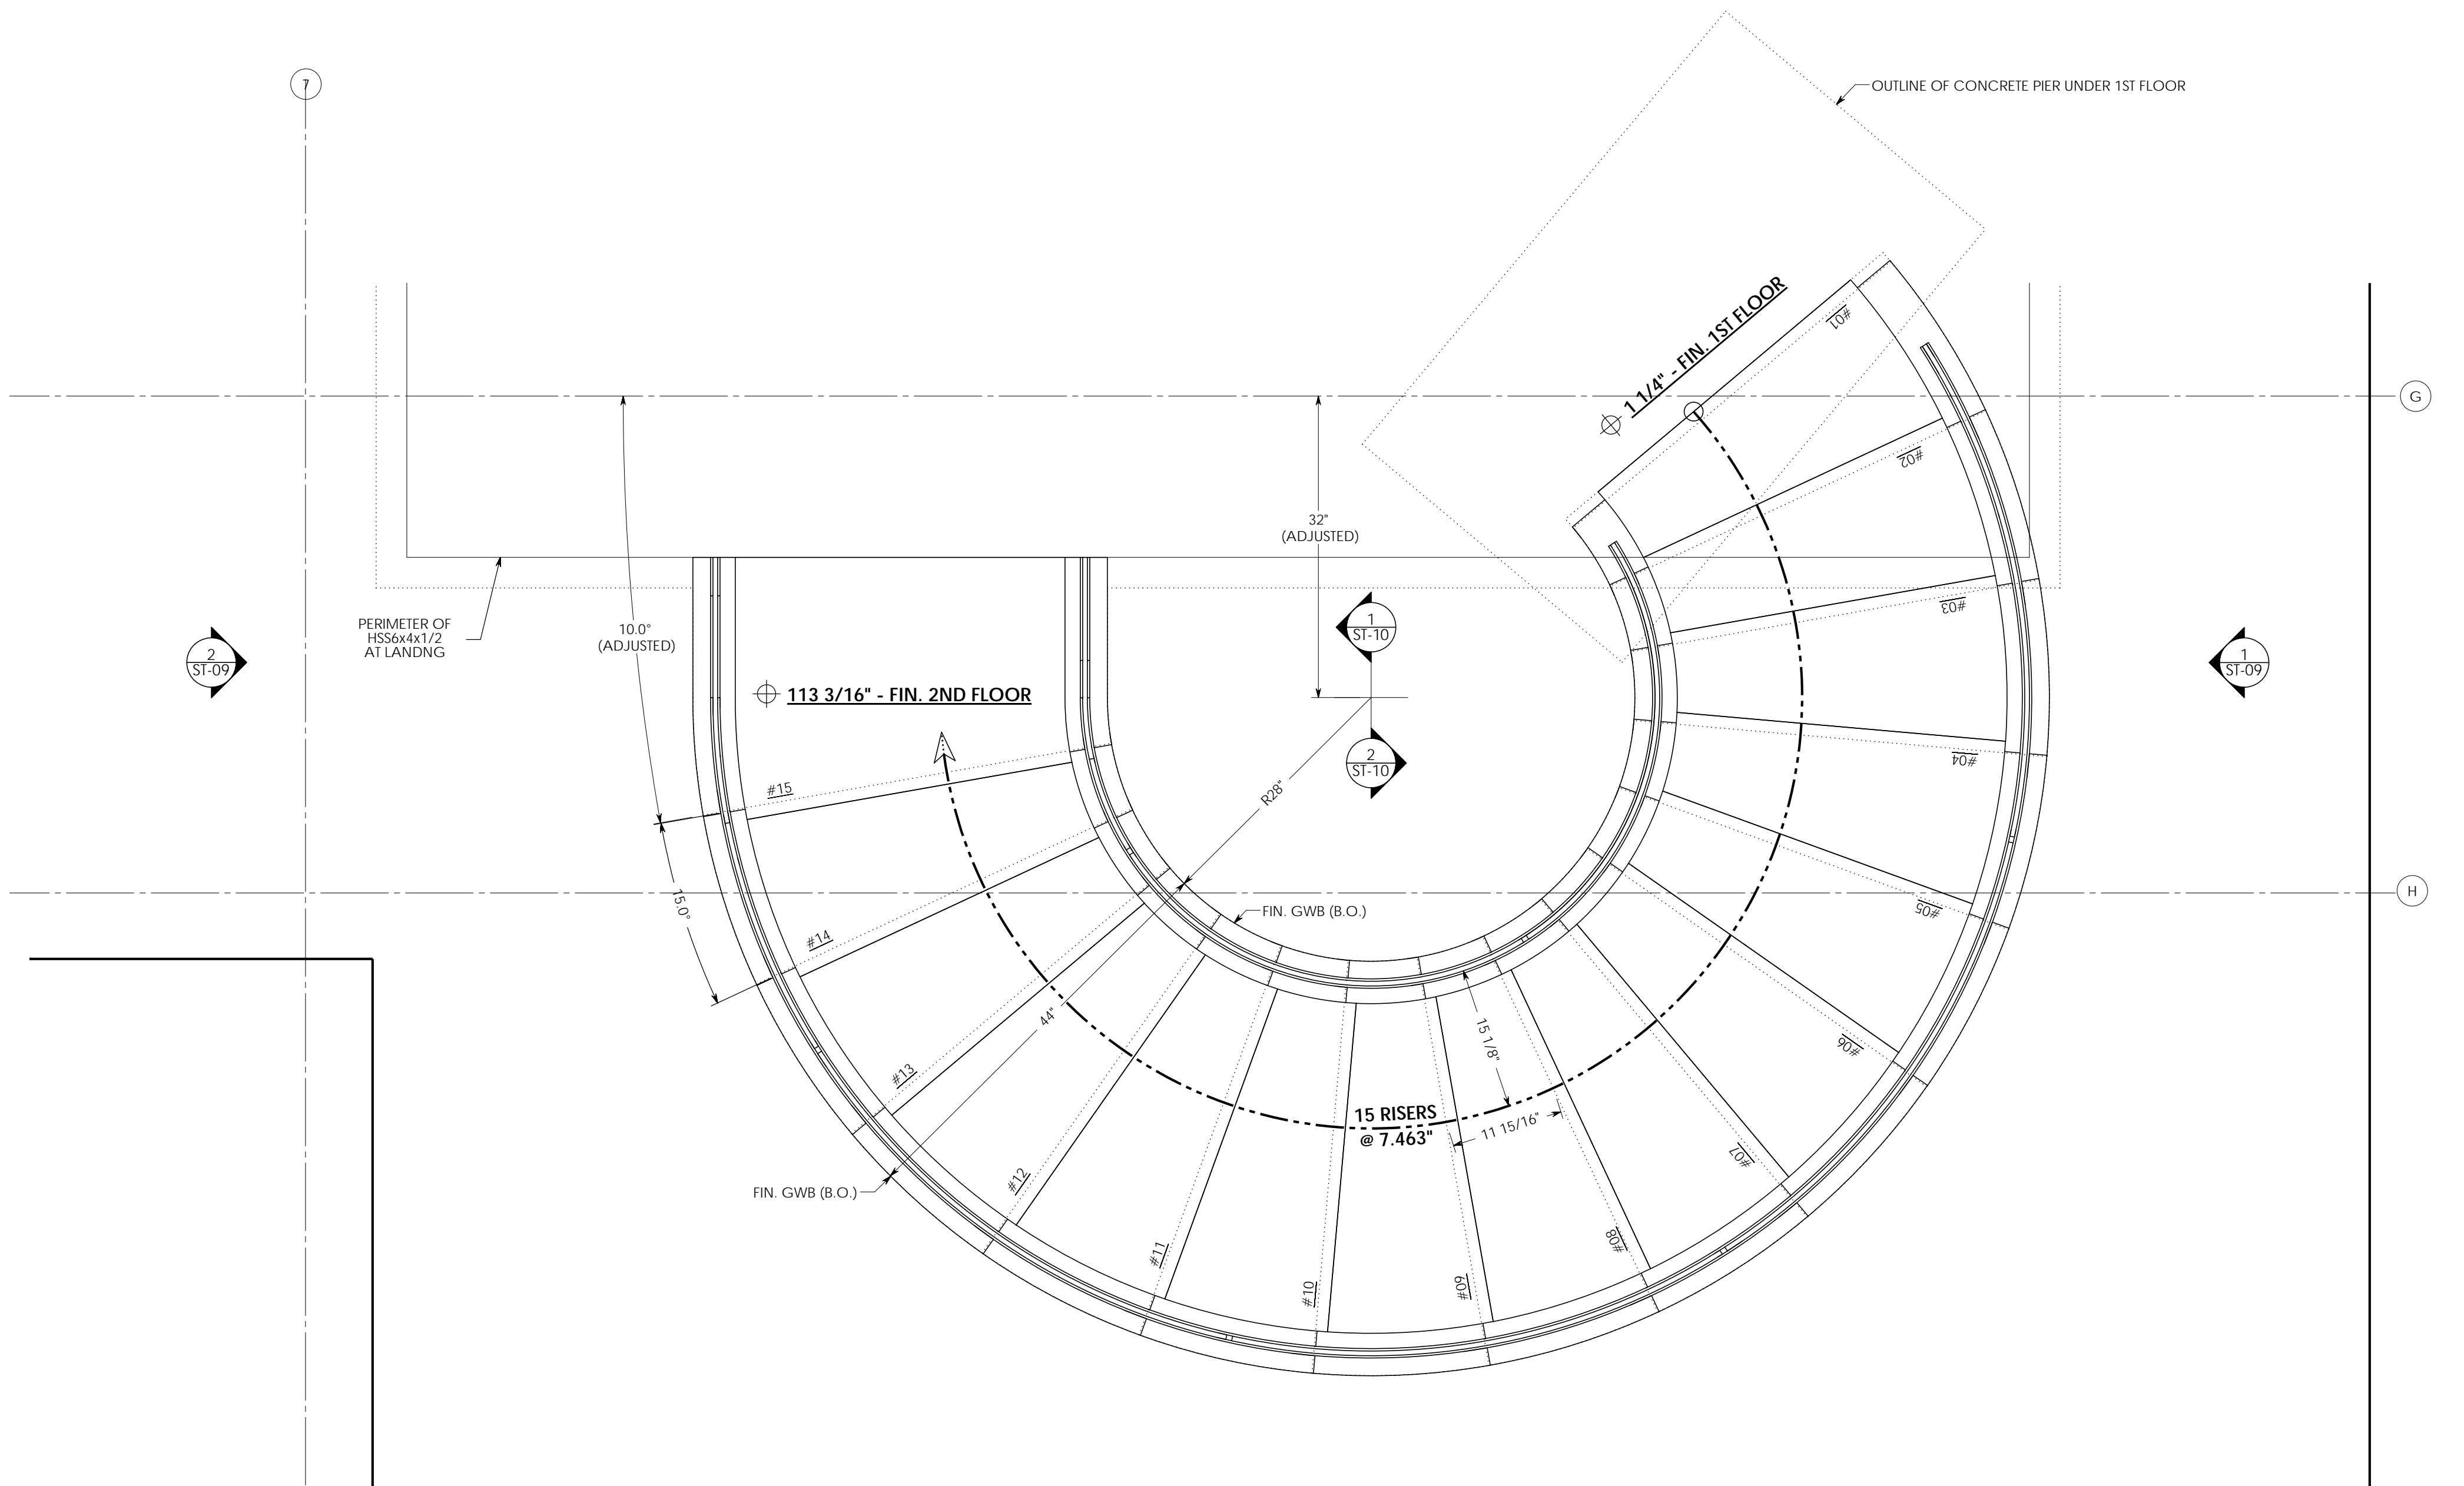 7
OUTLINE OF CONCRETE PIER UNDER 1ST FLOOR
1 1/4" - FIN. 1ST FLOOR
#01
G
#02
32"
(ADJUSTED)
#03
PERIMETER OF
HSS6x4x1/2
AT LANDNG
10.0°
(ADJUSTED)
1
ST-10
2
ST-09
1
ST-09
113 3/16" - FIN. 2ND FLOOR
2
ST-10
#04
#15
R28"
15.0°
H
FIN. GWB (B.O.)
#05
#14
44"
15 1/8"
#06
#13
15 RISERS
@ 7.463"
11 15/16"
#07
#12
FIN. GWB (B.O.)
#08
#11
#10
#09